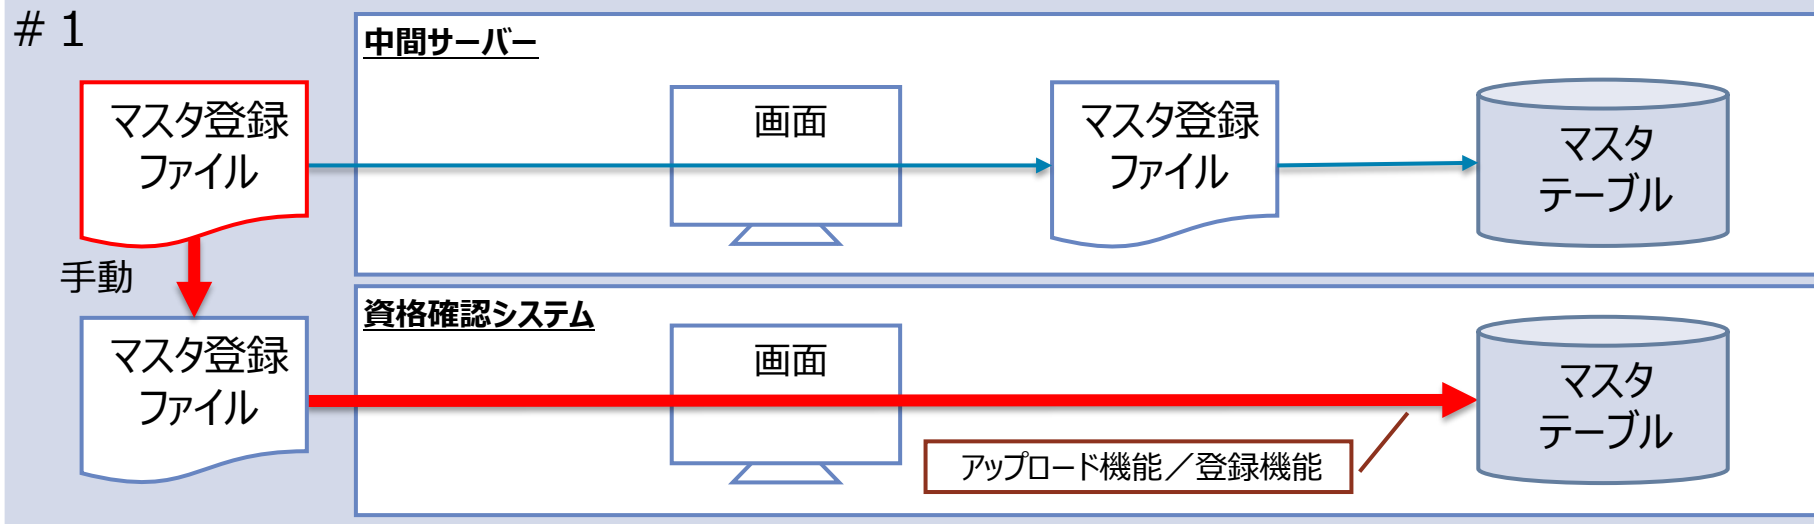 ＃１
中間サーバー
マスタ登録
ファイル
画面
マスタ登録
ファイル
マスタ
テーブル
手動
資格確認システム
マスタ登録
ファイル
画面
マスタ
テーブル
アップロード機能／登録機能